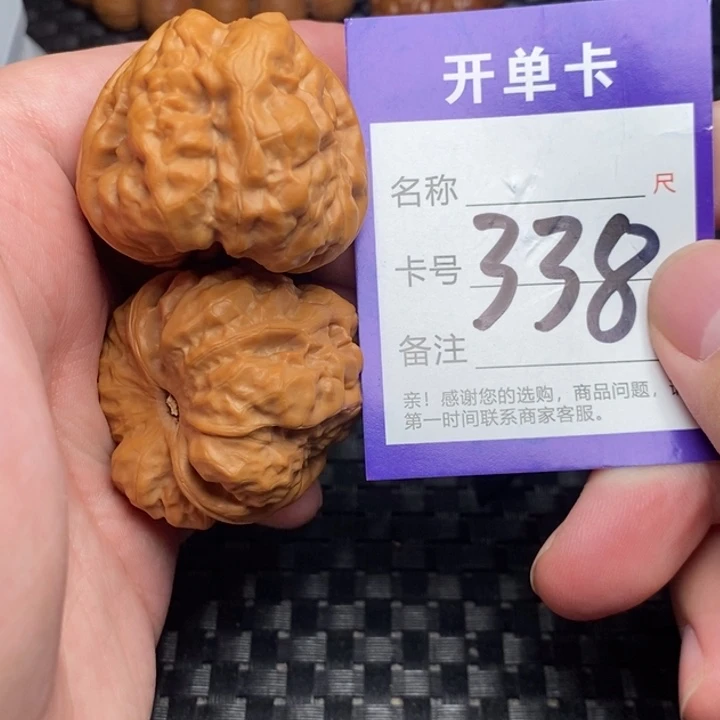 开单卡
名称 尺
卡号 338
备注
亲！感谢您的选购，商品问题，
第一时间联系商家客服。